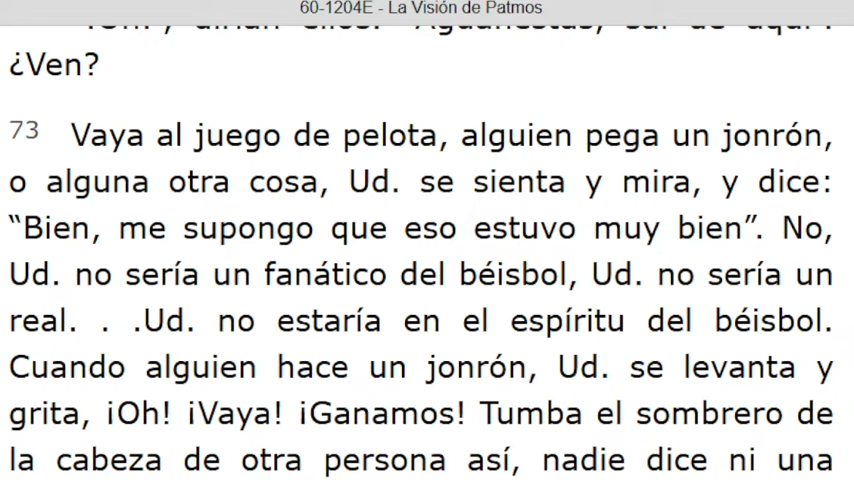 60-1204E - La Visión de Patmos
¿Ven?
73 Vaya al juego de pelota, alguien pega un jonrón,
o alguna otra cosa, Ud. se sienta y mira, y dice:
“Bien, me supongo que eso estuvo muy bien”. No,
Ud. no sería un fanático del béisbol, Ud. no sería un
real. . .Ud. no estaría en el espíritu del béisbol.
Cuando alguien hace un jonrón, Ud. se levanta y
grita, ¡Oh! ¡Vaya! ¡Ganamos! Tumba el sombrero de
la cabeza de otra persona así, nadie dice ni una